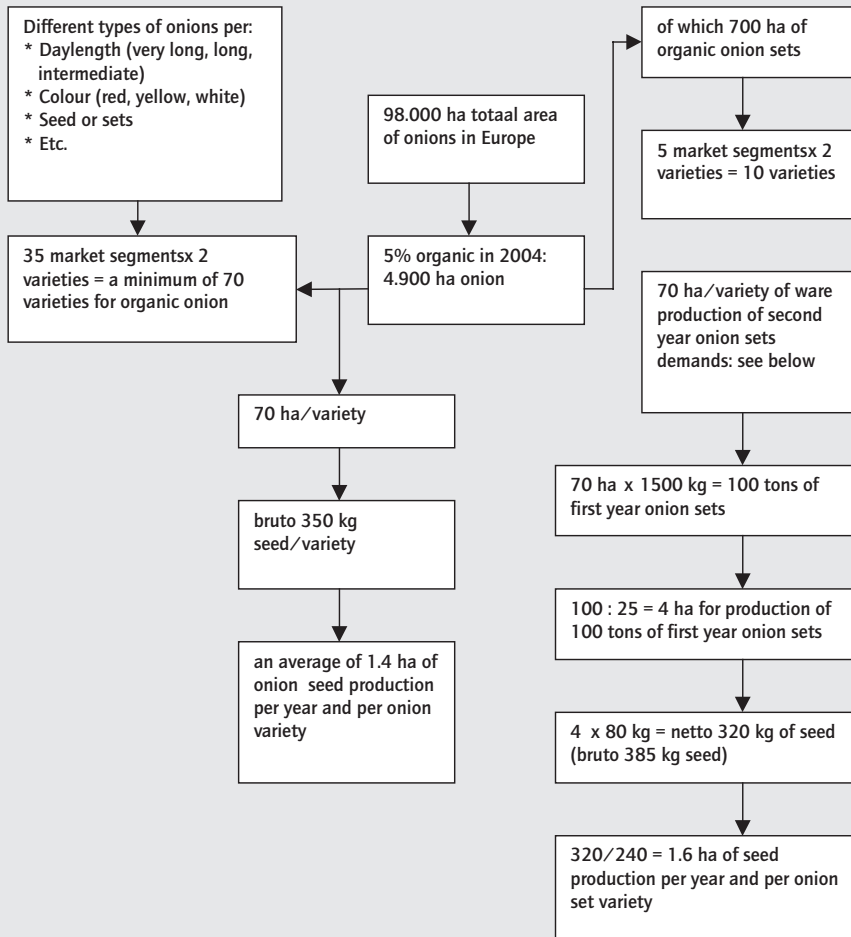 Different types of onions per:
* Daylength (very long, long,
intermediate)
* Colour (red, yellow, white)
* Seed or sets
* Etc.
98.000 ha totaal area
of onions in Europe
of which 700 ha of
organic onion sets
5 market segmentsx 2
varieties = 10 varieties
35 market segmentsx 2
varieties = a minimum of 70
varieties for organic onion
5% organic in 2004:
4.900 ha onion
70 ha/variety of ware
production of second
year onion sets
demands: see below
70 ha/variety
bruto 350 kg
seed/variety
an average of 1.4 ha of
onion seed production
per year and per onion
variety
70 ha x 1500 kg = 100 tons of
first year onion sets
100 : 25 = 4 ha for production of
100 tons of first year onion sets
4 x 80 kg = netto 320 kg of seed
(bruto 385 kg seed)
320/240 = 1.6 ha of seed
production per year and per onion
set variety